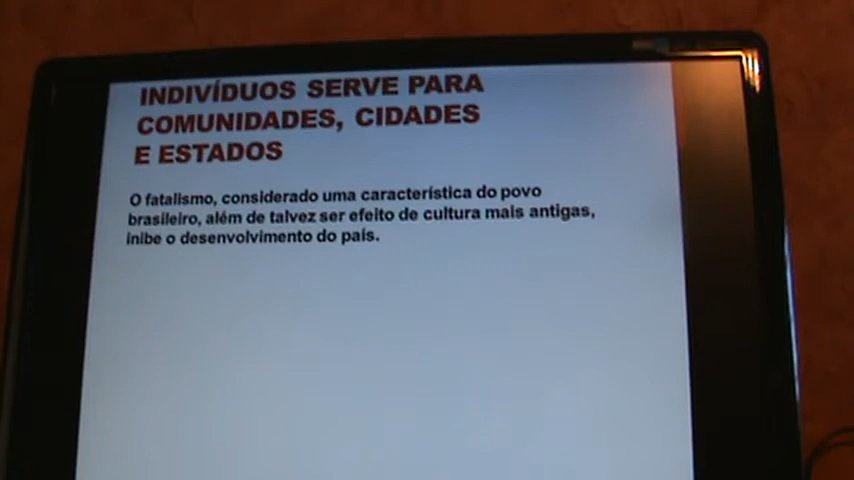 INDIVÍDUOS SERVE PARA
COMUNIDADES, CIDADES
E ESTADOS
O fatalismo, considerado uma característica do povo
brasileiro, além de talvez ser efeito de cultura mais antigas,
inibe o desenvolvimento do país.